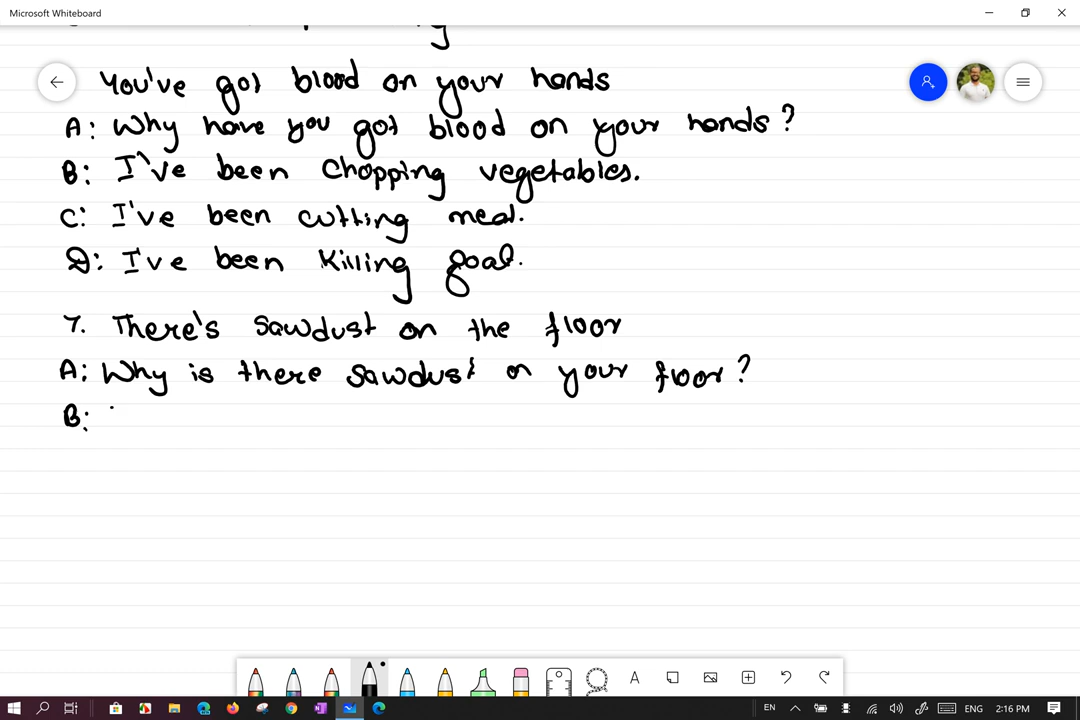 Microsoft Whiteboard
You've got blood on your hands
A: Why have you got blood on your hands?
B: I've been chopping vegetables.
C: I've been cutting meat.
D: I've been killing goat.
7. There's sawdust on the floor
A: Why is there sawdust on your floor?
B:
A
EN
ENG
2:16 PM